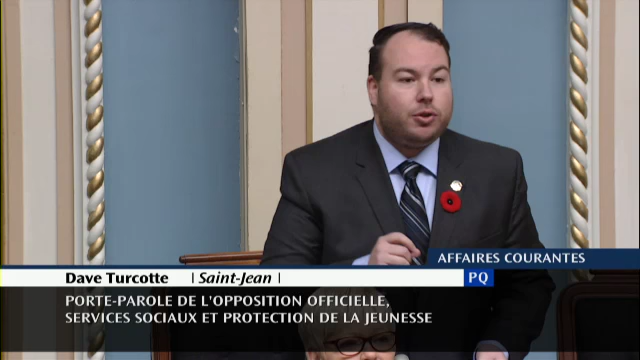 AFFAIRES COURANTES
Dave Turcotte | Saint-Jean | PQ
PORTE-PAROLE DE L'OPPOSITION OFFICIELLE,
SERVICES SOCIAUX ET PROTECTION DE LA JEUNESSE